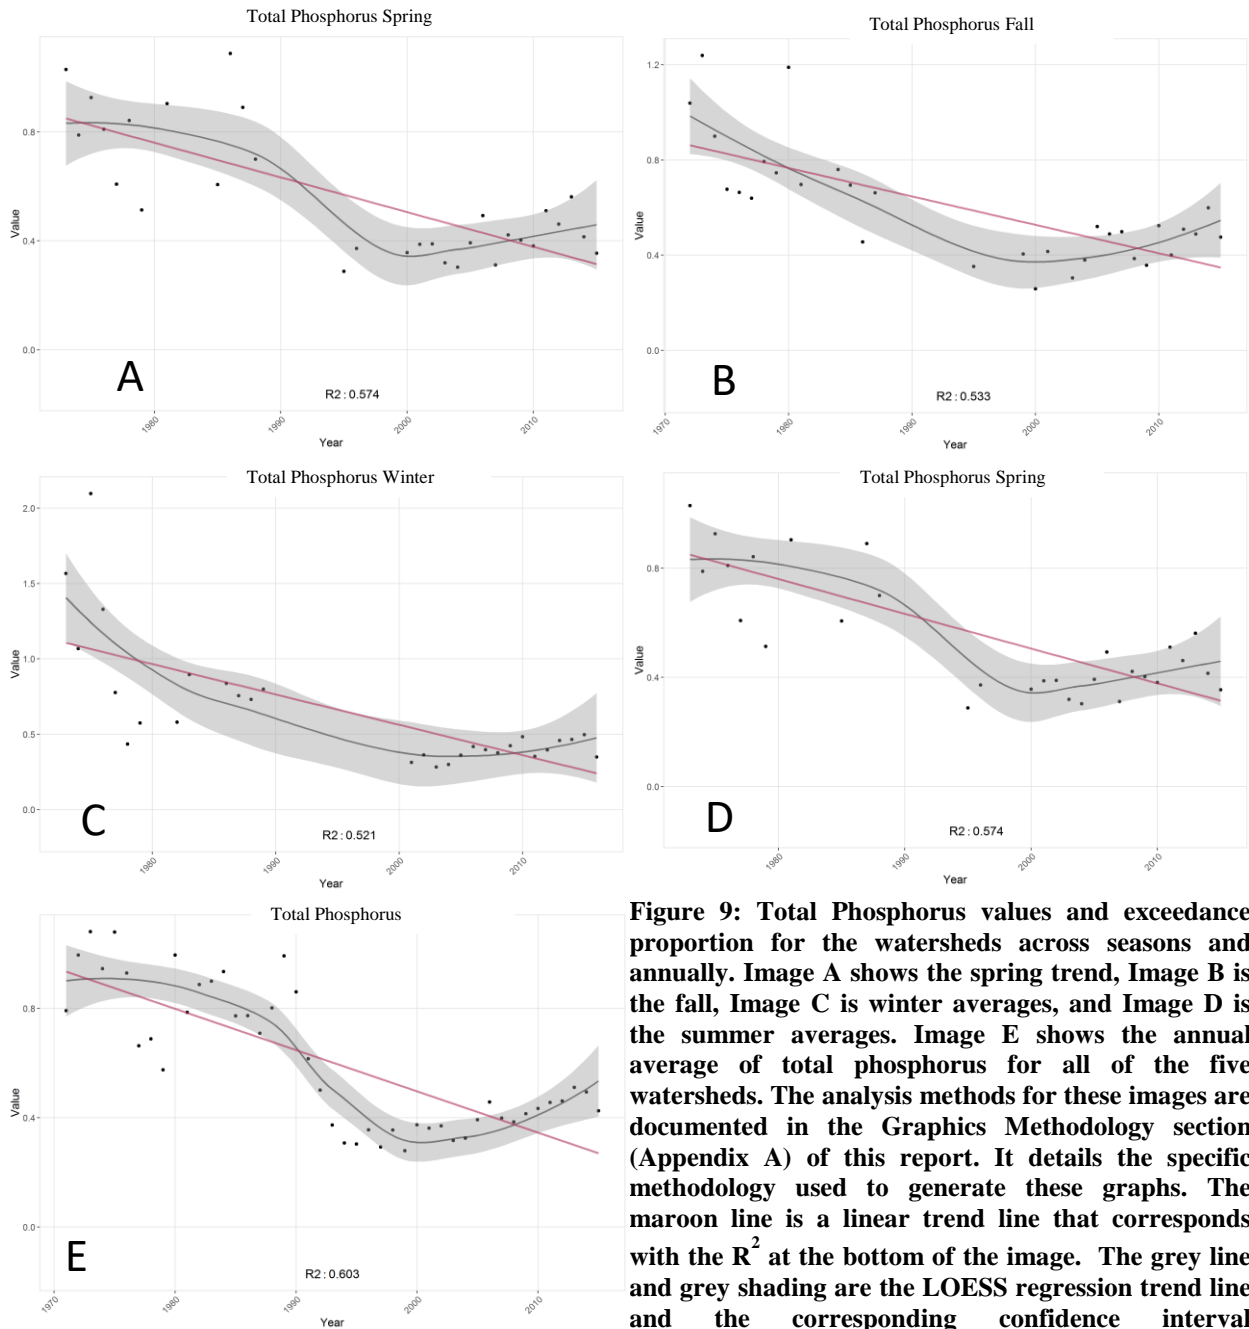 Total Phosphorus Spring
0.8
0.4
0.0
Value
A
R2 : 0.574
1980
1990
2000
2010
Year
Total Phosphorus Fall
1.2
0.8
0.4
0.0
Value
B
R2 : 0.533
1970
1980
1990
2000
2010
Year
Total Phosphorus Winter
2.0
1.5
1.0
0.5
0.0
Value
C
R2 : 0.521
1980
1990
2000
2010
Year
Total Phosphorus Spring
0.8
0.4
0.0
Value
D
R2 : 0.574
1980
1990
2000
2010
Year
Total Phosphorus
0.8
0.4
0.0
Value
E
R2 : 0.603
1970
1980
1990
2000
2010
Year
Figure 9: Total Phosphorus values and exceedance
proportion for the watersheds across seasons and
annually. Image A shows the spring trend, Image B is
the fall, Image C is winter averages, and Image D is
the summer averages. Image E shows the annual
average of total phosphorus for all of the five
watersheds. The analysis methods for these images are
documented in the Graphics Methodology section
(Appendix A) of this report. It details the specific
methodology used to generate these graphs. The
maroon line is a linear trend line that corresponds
with the R² at the bottom of the image. The grey line
and grey shading are the LOESS regression trend line
and the corresponding confidence interval